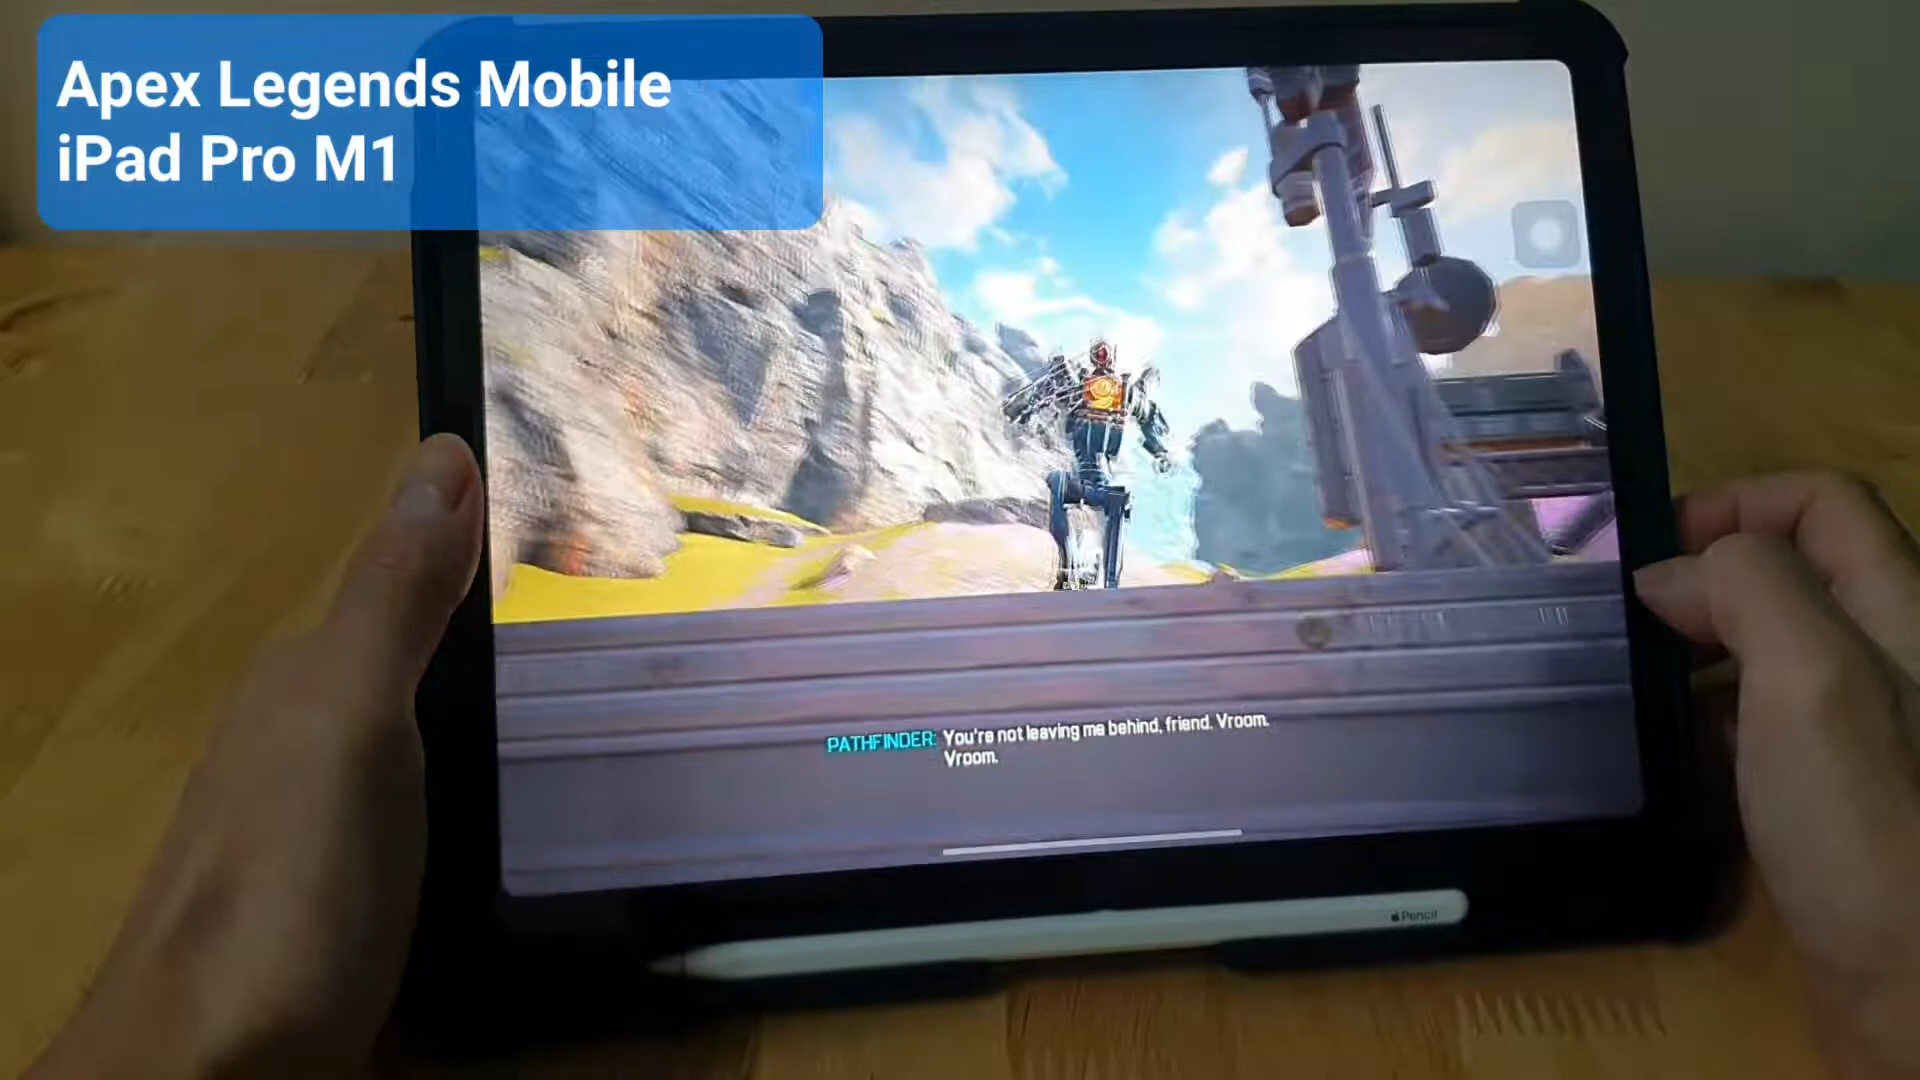 Apex Legends Mobile
iPad Pro M1
PATHFINDER: You're not leaving me behind, friend. Vroom.
Vroom.
Pencil